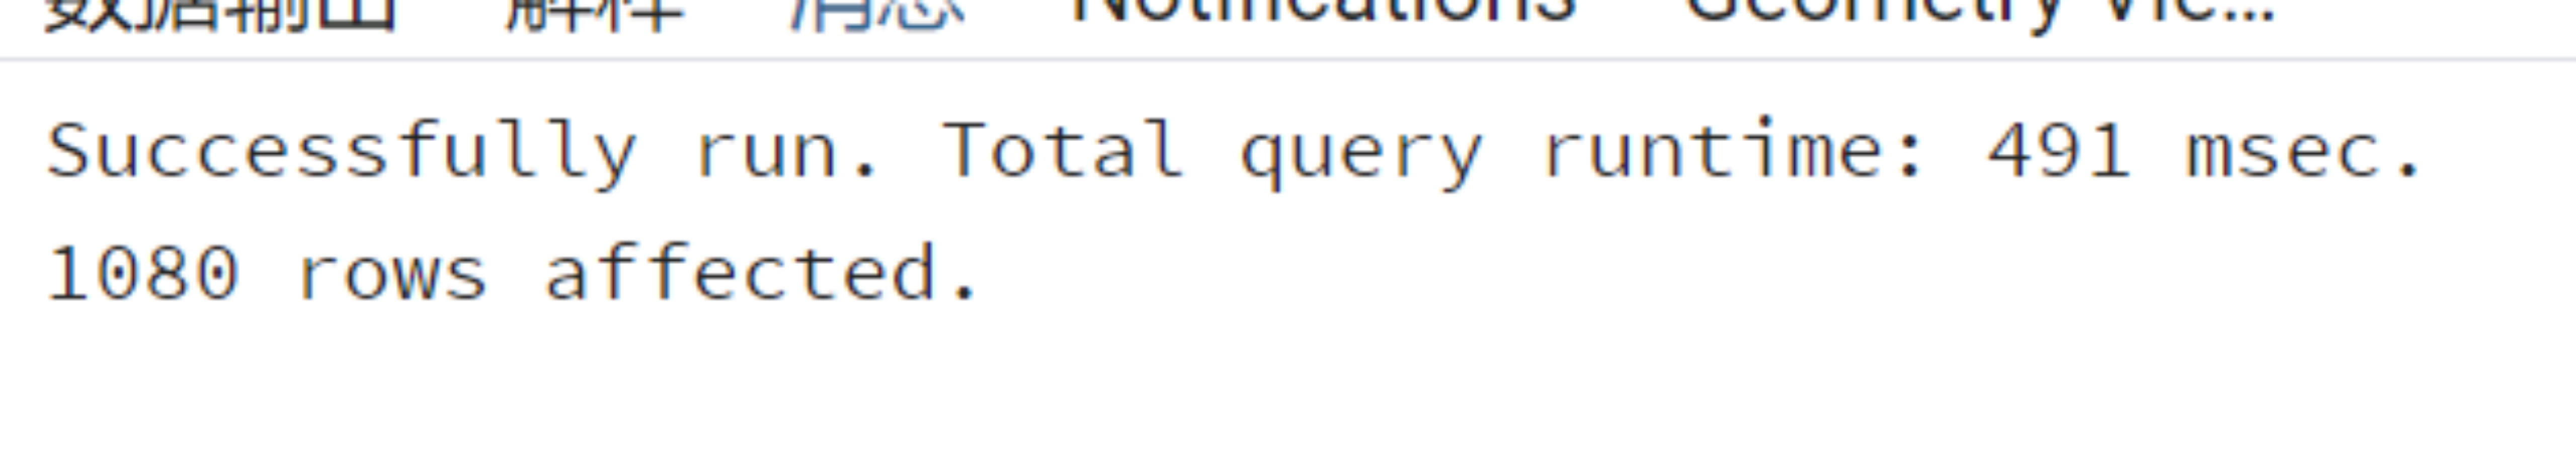 数据输出 解释 消息 Notifications Geometry Vie...
Successfully run. Total query runtime: 491 msec.
1080 rows affected.